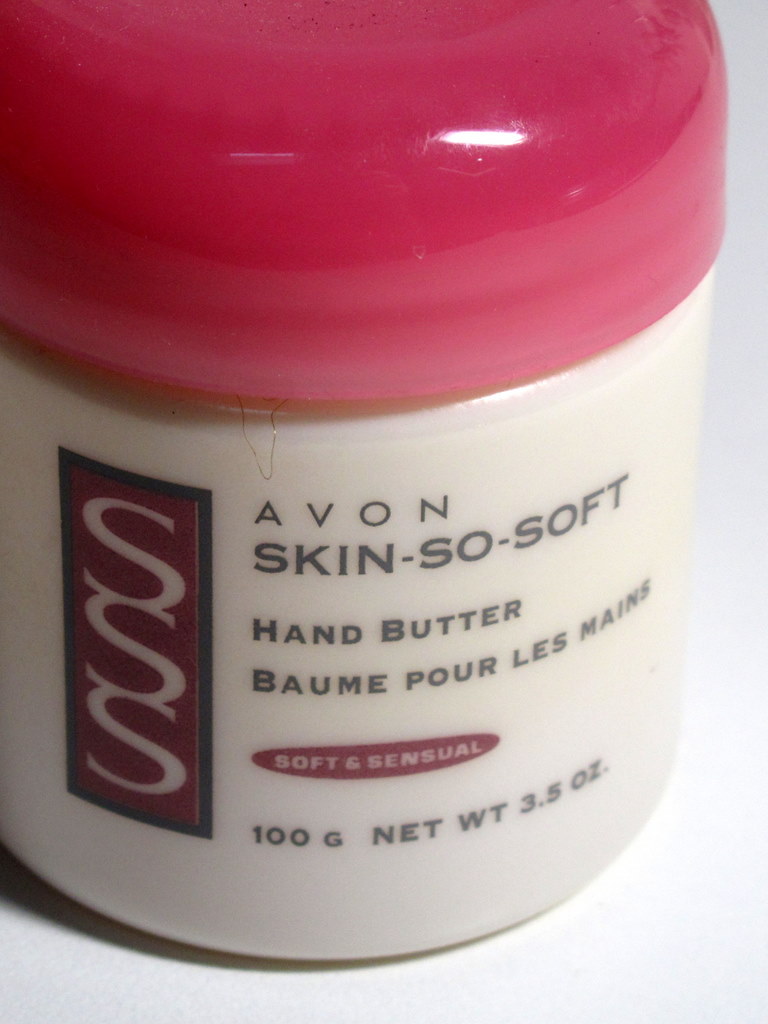 SSS
AVON
SKIN-SO-SOFT
HAND BUTTER
BAUME POUR LES MAINS
SOFT & SENSUAL
100 G NET WT 3.5 OZ.